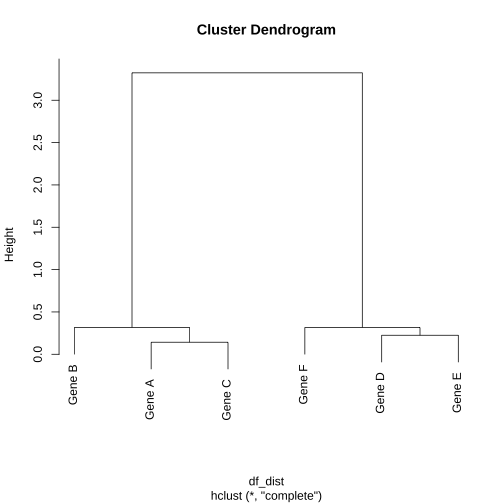 Cluster Dendrogram
Height
3.0
2.5
2.0
1.5
1.0
0.5
0.0
Gene B
Gene A
Gene C
Gene F
Gene D
Gene E
df_dist
hclust (*, "complete")